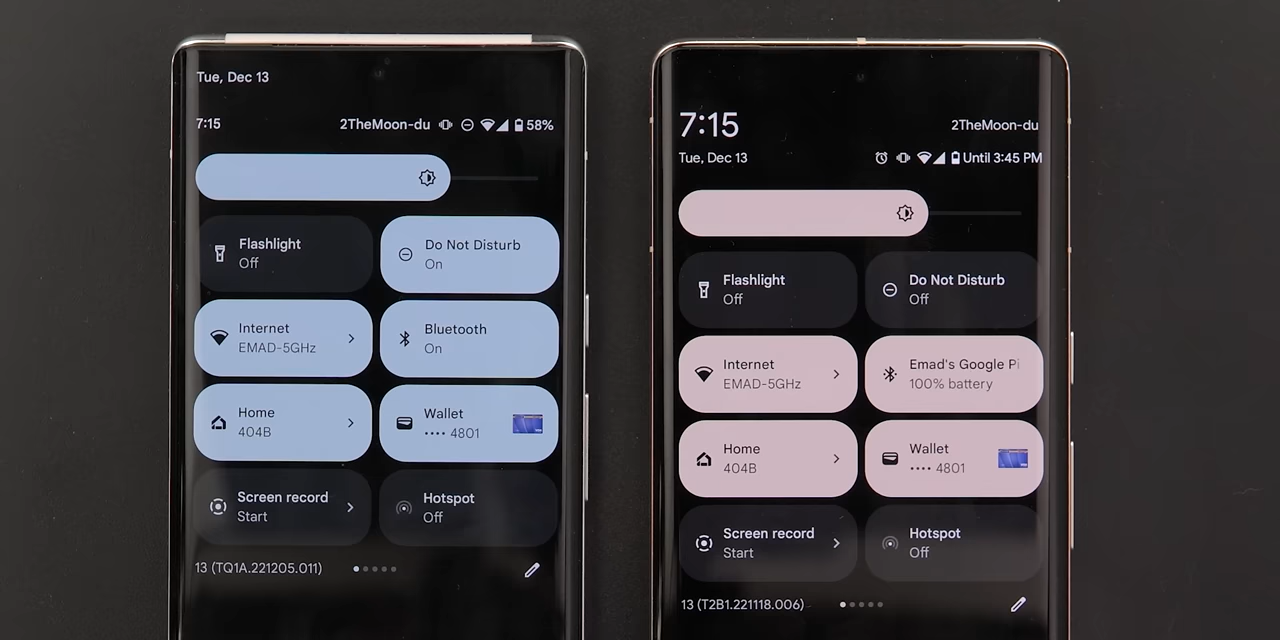 Tue, Dec 13
7:15 2TheMoon-du 58%
Flashlight
Off
Do Not Disturb
On
Internet
EMAD-5GHz
Bluetooth
On
Home
404B
Wallet
•••• 4801
Screen record
Start
Hotspot
Off
13 (TQ1A.221205.011)
7:15 2TheMoon-du
Tue, Dec 13 Until 3:45 PM
Flashlight
Off
Do Not Disturb
Off
Internet
EMAD-5GHz
Emad's Google Pi
100% battery
Home
404B
Wallet
•••• 4801
Screen record
Start
Hotspot
Off
13 (T2B1.221118.006)